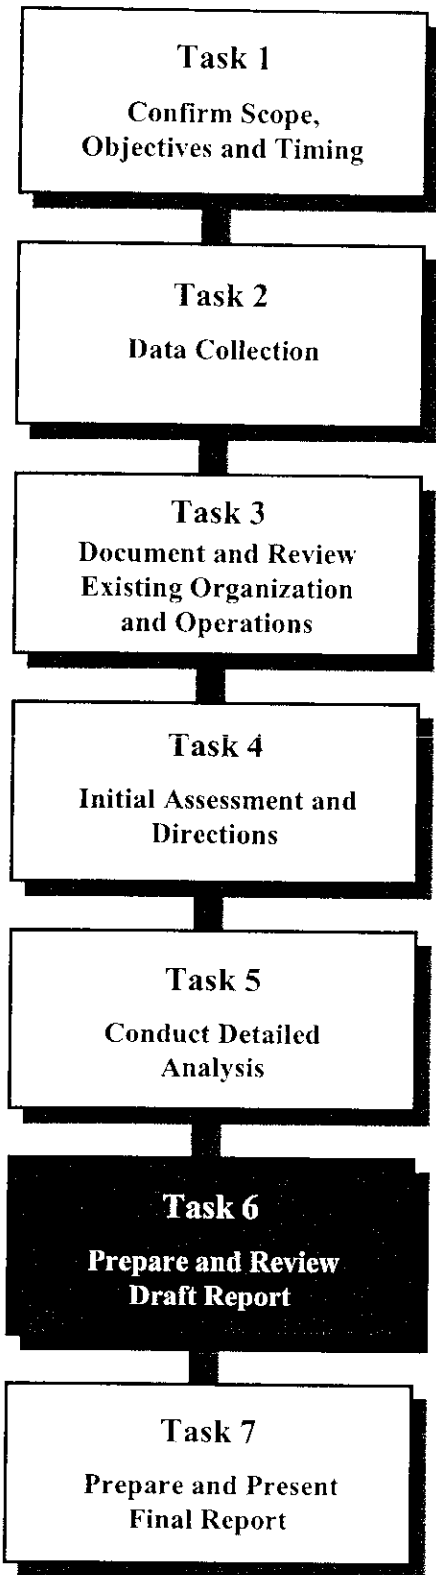 Task 1
Confirm Scope,
Objectives and Timing
Task 2
Data Collection
Task 3
Document and Review
Existing Organization
and Operations
Task 4
Initial Assessment and
Directions
Task 5
Conduct Detailed
Analysis
Task 6
Prepare and Review
Draft Report
Task 7
Prepare and Present
Final Report